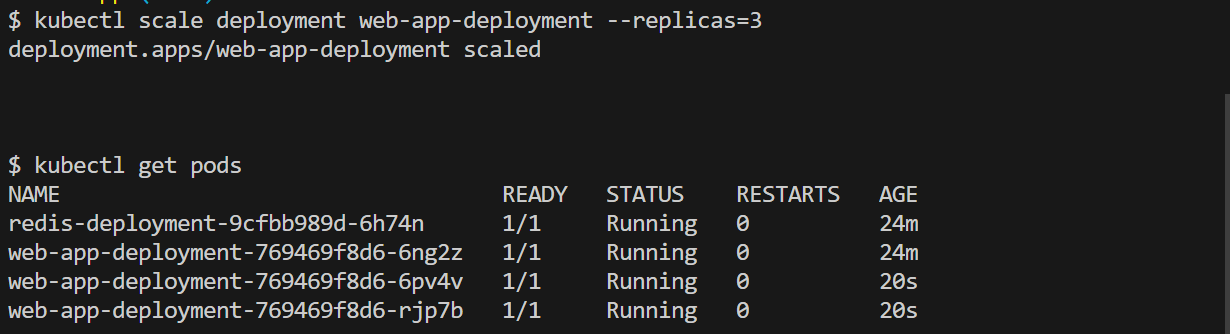 $ kubectl scale deployment web-app-deployment --replicas=3
deployment.apps/web-app-deployment scaled
$ kubectl get pods
NAME                                  READY   STATUS    RESTARTS   AGE
redis-deployment-9cfbb989d-6h74n      1/1     Running   0          24m
web-app-deployment-769469f8d6-6ng2z   1/1     Running   0          24m
web-app-deployment-769469f8d6-6pv4v   1/1     Running   0          20s
web-app-deployment-769469f8d6-rjp7b   1/1     Running   0          20s